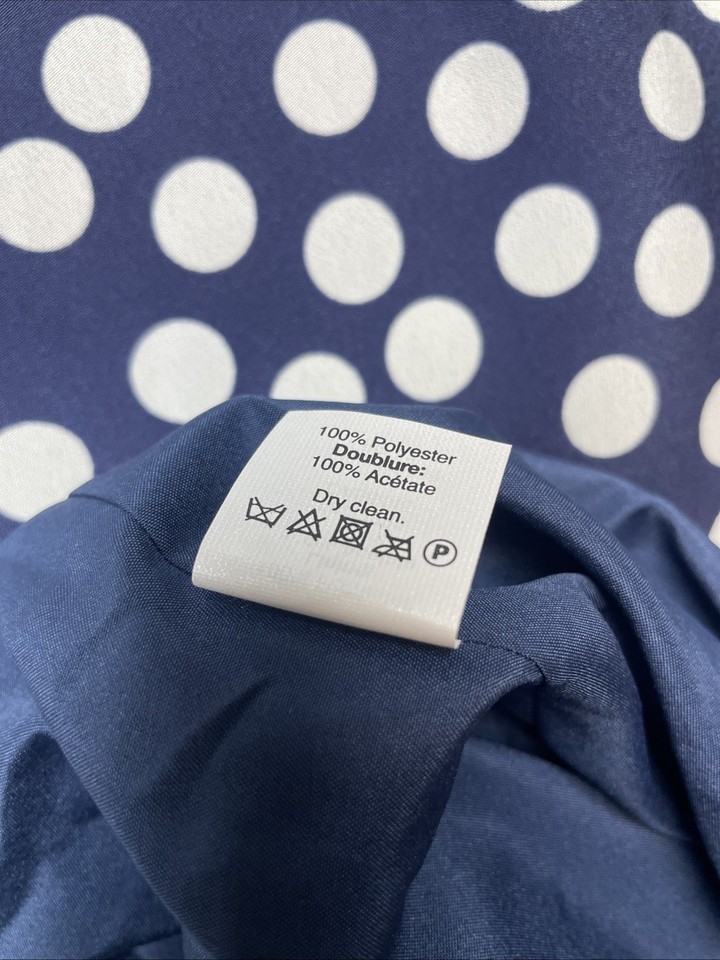 100% Polyester
Doublure:
100% Acétate
Dry clean.
P